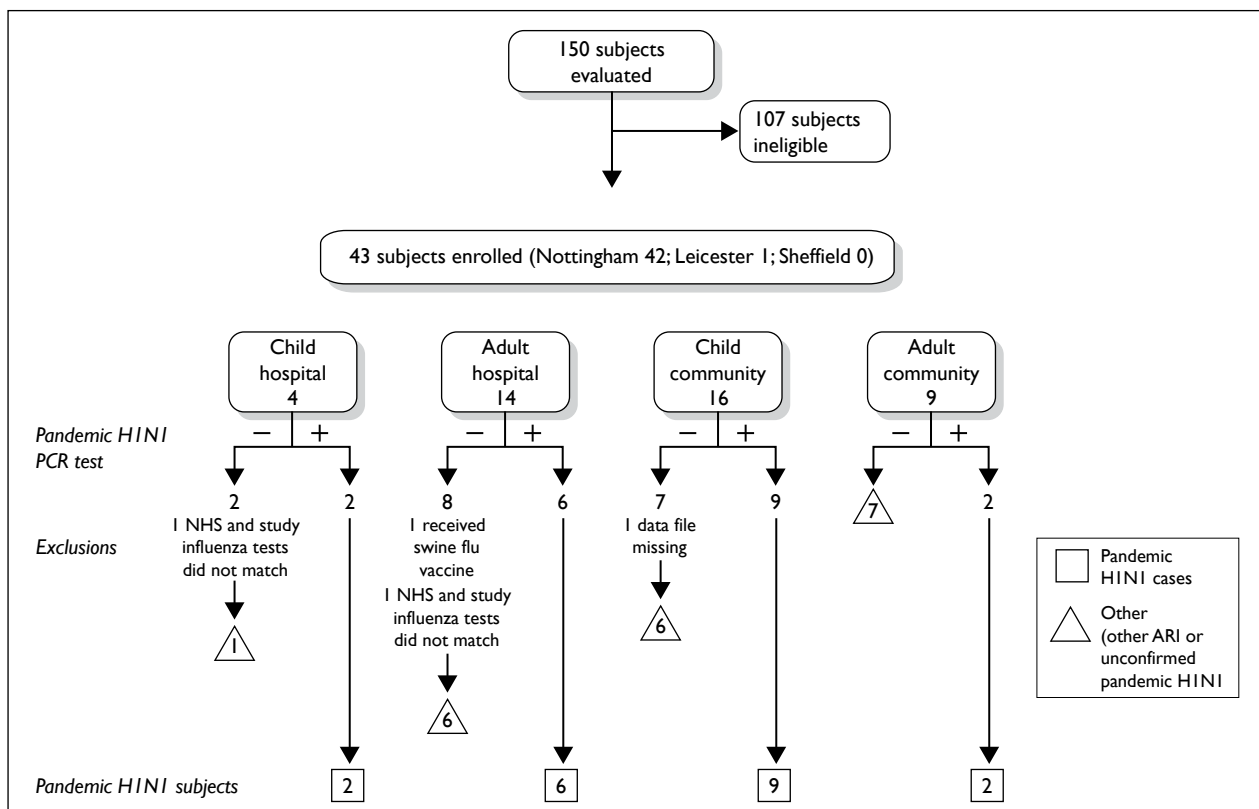 150 subjects
evaluated
107 subjects
ineligible
43 subjects enrolled (Nottingham 42; Leicester 1; Sheffield 0)
Child
hospital
4
Adult
hospital
14
Child
community
16
Adult
community
9
Pandemic H1N1
PCR test
− +
− +
− +
− +
2
2
8
6
7
9
7
2
Exclusions
1 NHS and study
influenza tests
did not match
1
1 received
swine flu
vaccine
1 NHS and study
influenza tests
did not match
6
1 data file
missing
6
Pandemic
H1N1 cases
Other
(other ARI or
unconfirmed
pandemic H1N1
Pandemic H1N1 subjects
2
6
9
2